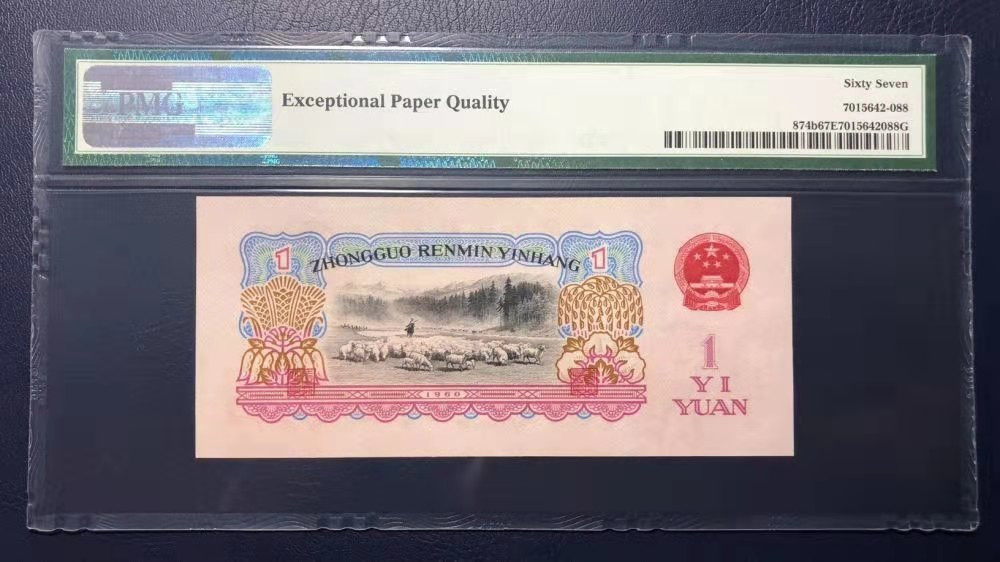 PMG
Exceptional Paper Quality
Sixty Seven
7015642-088
874b67E7015642088G
1
ZHONGGUO RENMIN YINHANG
1
1960
1
YI
YUAN